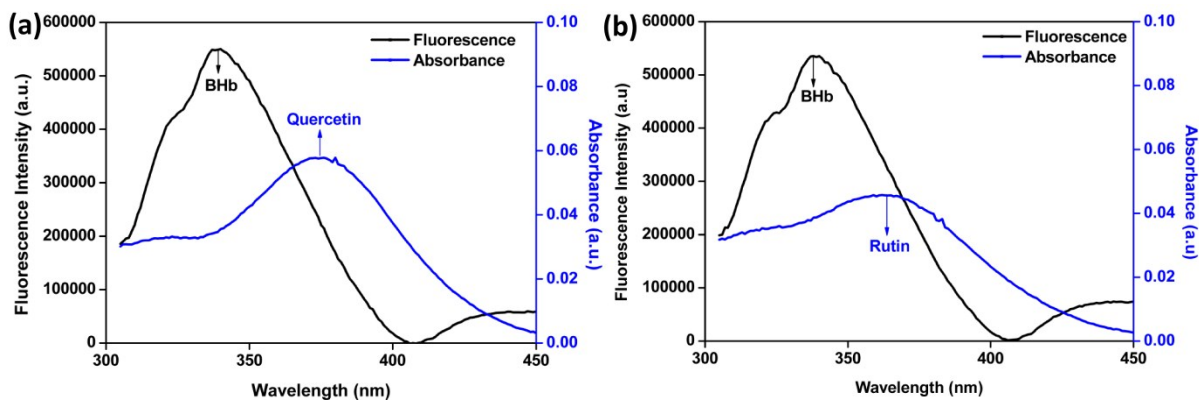 (a)
Fluorescence
Absorbance
BHb
Quercetin
Fluorescence Intensity (a.u.)
600000
500000
400000
300000
200000
100000
0
Absorbance (a.u.)
0.10
0.08
0.06
0.04
0.02
0.00
300
350
400
450
Wavelength (nm)
(b)
Fluorescence
Absorbance
BHb
Rutin
Fluorescence Intensity (a.u)
600000
500000
400000
300000
200000
100000
0
Absorbance (a.u.)
0.10
0.08
0.06
0.04
0.02
0.00
300
350
400
450
Wavelength (nm)